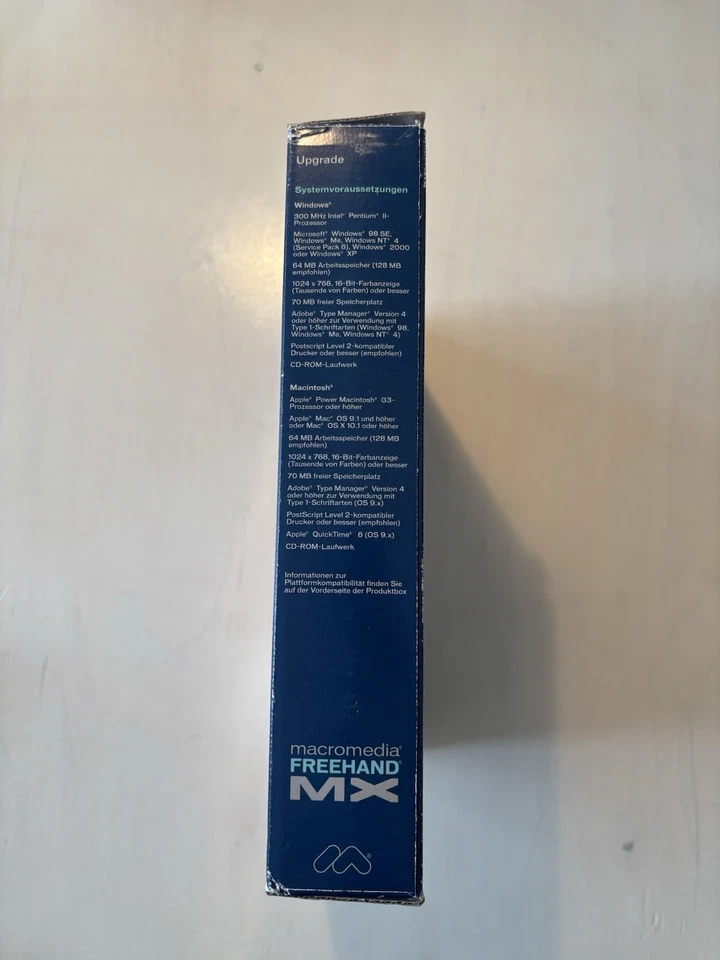 Upgrade
Systemvoraussetzungen
Windows®
300 MHz Intel® Pentium® II-
Prozessor
Microsoft® Windows® 98 SE,
Windows® Me, Windows NT® 4
(Service Pack 6), Windows® 2000
oder Windows® XP
64 MB Arbeitsspeicher (128 MB
empfohlen)
1024 x 768, 16-Bit-Farbanzeige
(Tausende von Farben) oder besser
70 MB freier Speicherplatz
Adobe® Type Manager® Version 4
oder höher zur Verwendung mit
Type 1-Schriftarten (Windows® 98,
Windows® Me, Windows NT® 4)
Postscript Level 2-kompatibler
Drucker oder besser (empfohlen)
CD-ROM-Laufwerk
Macintosh®
Apple® Power Macintosh® G3-
Prozessor oder höher
Apple® Mac® OS 9.1 und höher
oder Mac® OS X 10.1 oder höher
64 MB Arbeitsspeicher (128 MB
empfohlen)
1024 x 768, 16-Bit-Farbanzeige
(Tausende von Farben) oder besser
70 MB freier Speicherplatz
Adobe® Type Manager® Version 4
oder höher zur Verwendung mit
Type 1-Schriftarten (OS 9.x)
PostScript Level 2-kompatibler
Drucker oder besser (empfohlen)
Apple® QuickTime® 6 (OS 9.x)
CD-ROM-Laufwerk
Informationen zur
Plattformkompatibilität finden Sie
auf der Vorderseite der Produktbox
macromedia®
FREEHAND®
MX